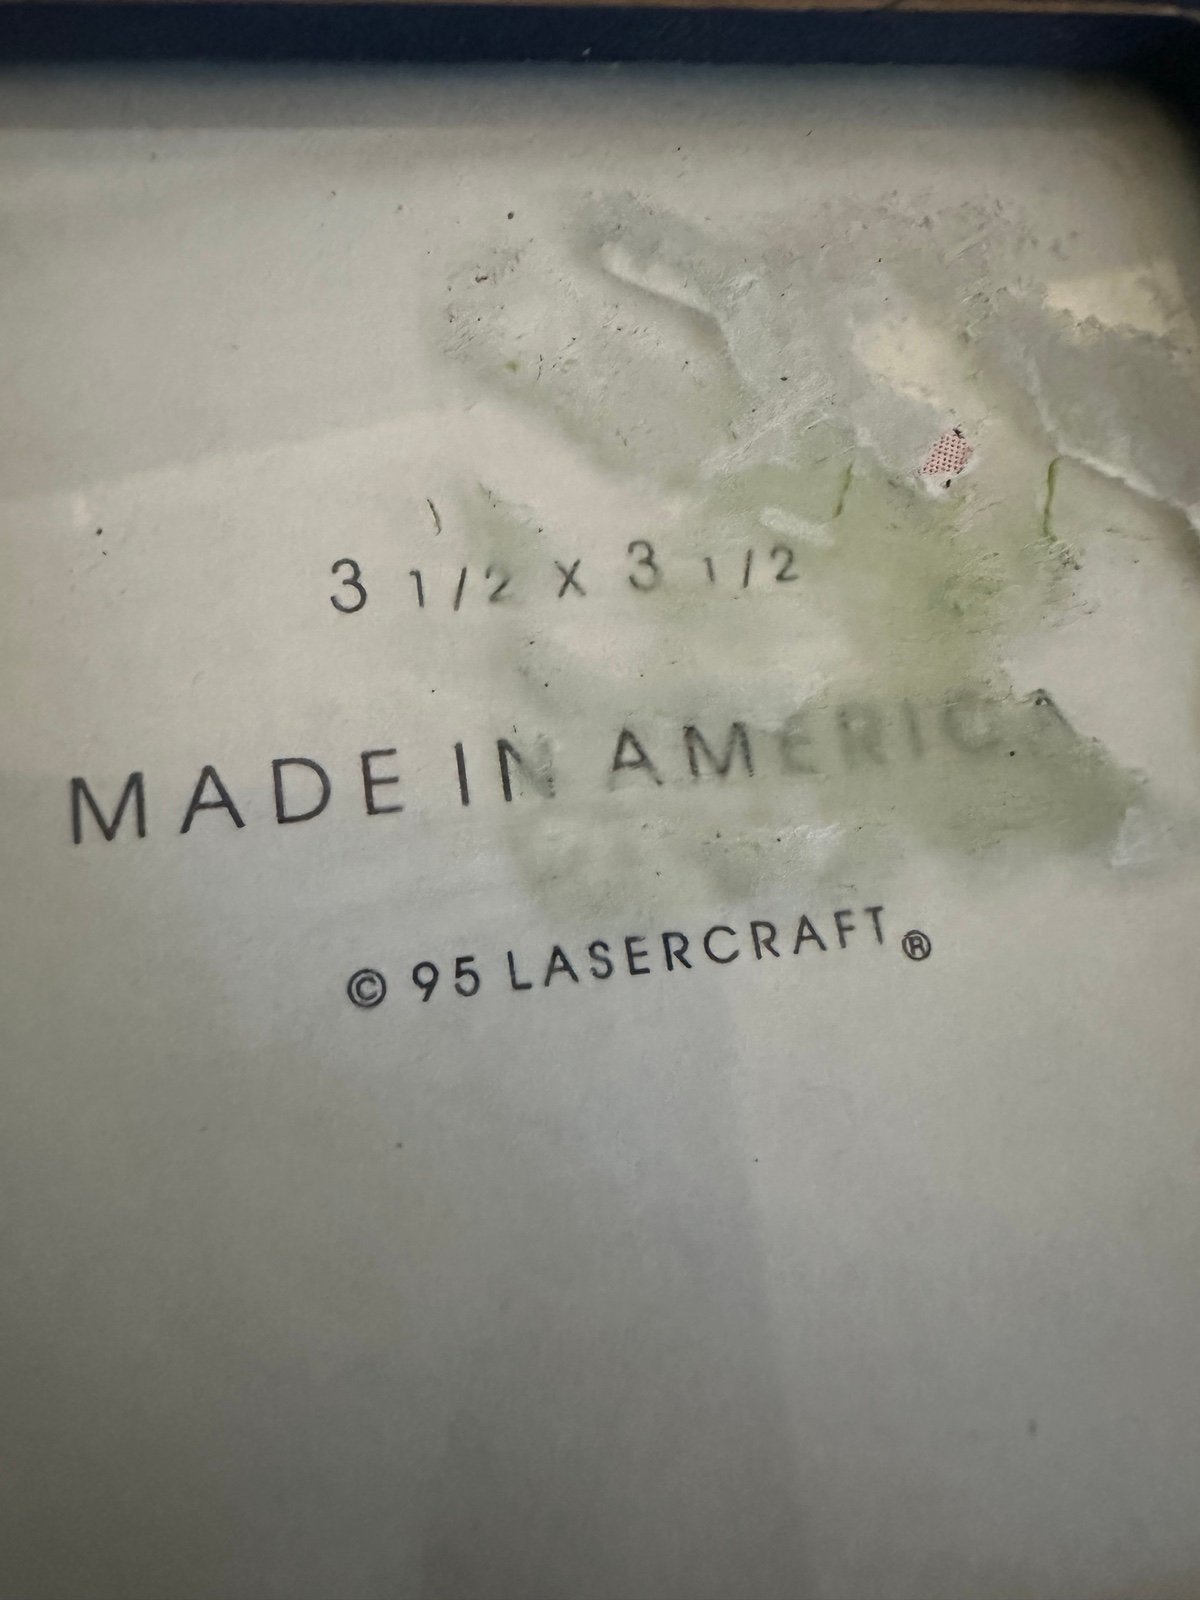 3 1/2 X 3 1/2
MADE IN AMERICA
© 95 LASERCRAFT®